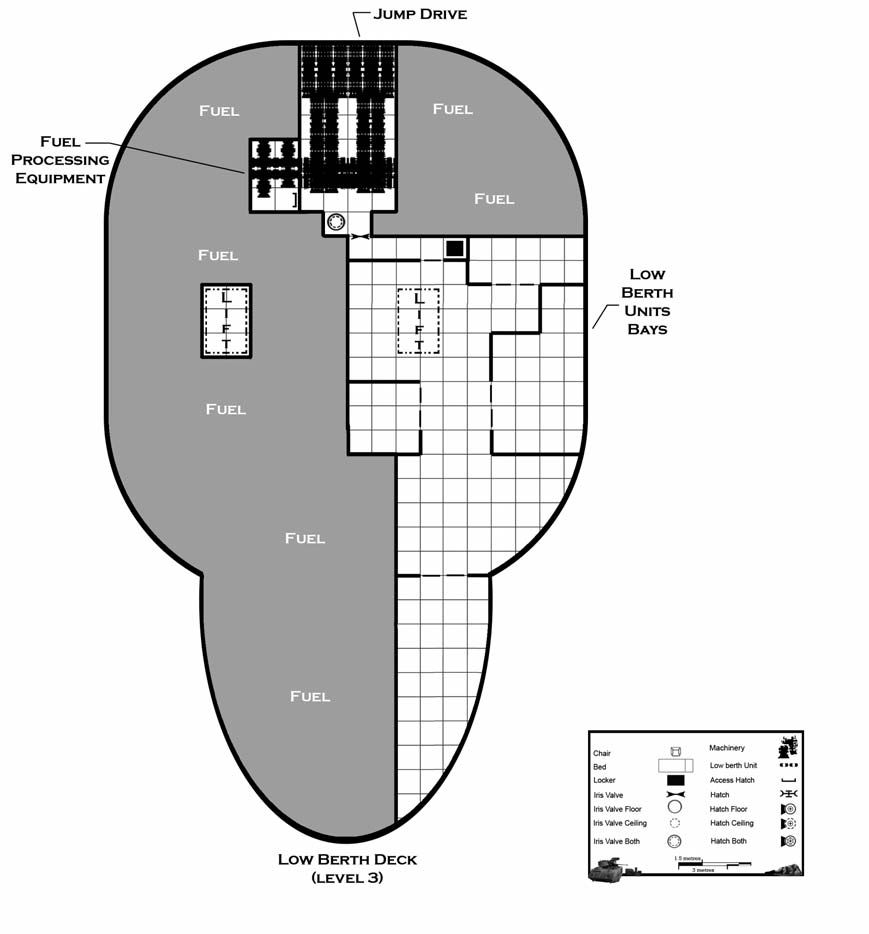 Jump Drive
Fuel
Fuel
Fuel
Processing
Equipment
Fuel
Fuel
Low
Berth
Units
Bays
LIFT
LIFT
Fuel
Fuel
Fuel
Low Berth Deck
(level 3)
Chair
Bed
Locker
Iris Valve
Iris Valve Floor
Iris Valve Ceiling
Iris Valve Both
Machinery
Low berth Unit
Access Hatch
Hatch
Hatch Floor
Hatch Ceiling
Hatch Both
1.5 metres
3 metres